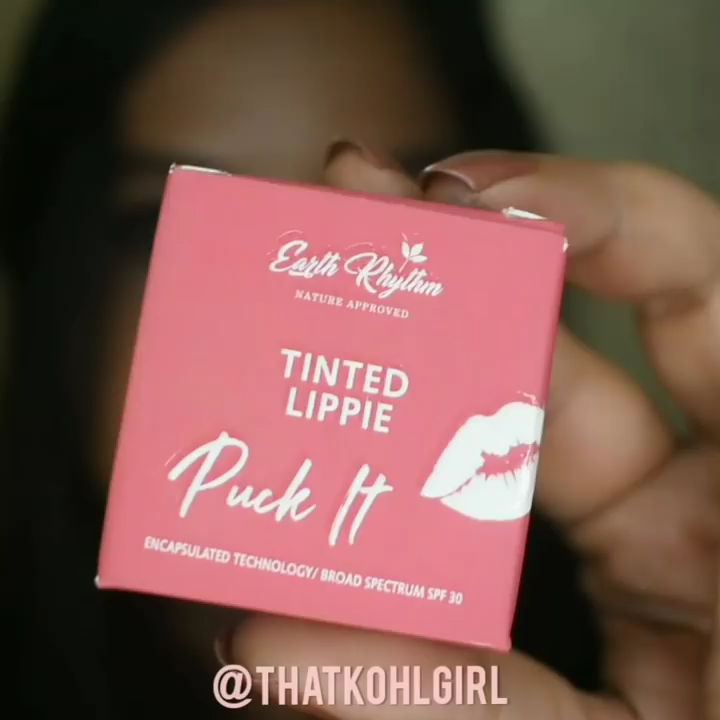 Earth Rhythm
NATURE APPROVED
TINTED
LIPPIE
Puck It
ENCAPSULATED TECHNOLOGY/ BROAD SPECTRUM SPF 30
@THATKOHLGIRL